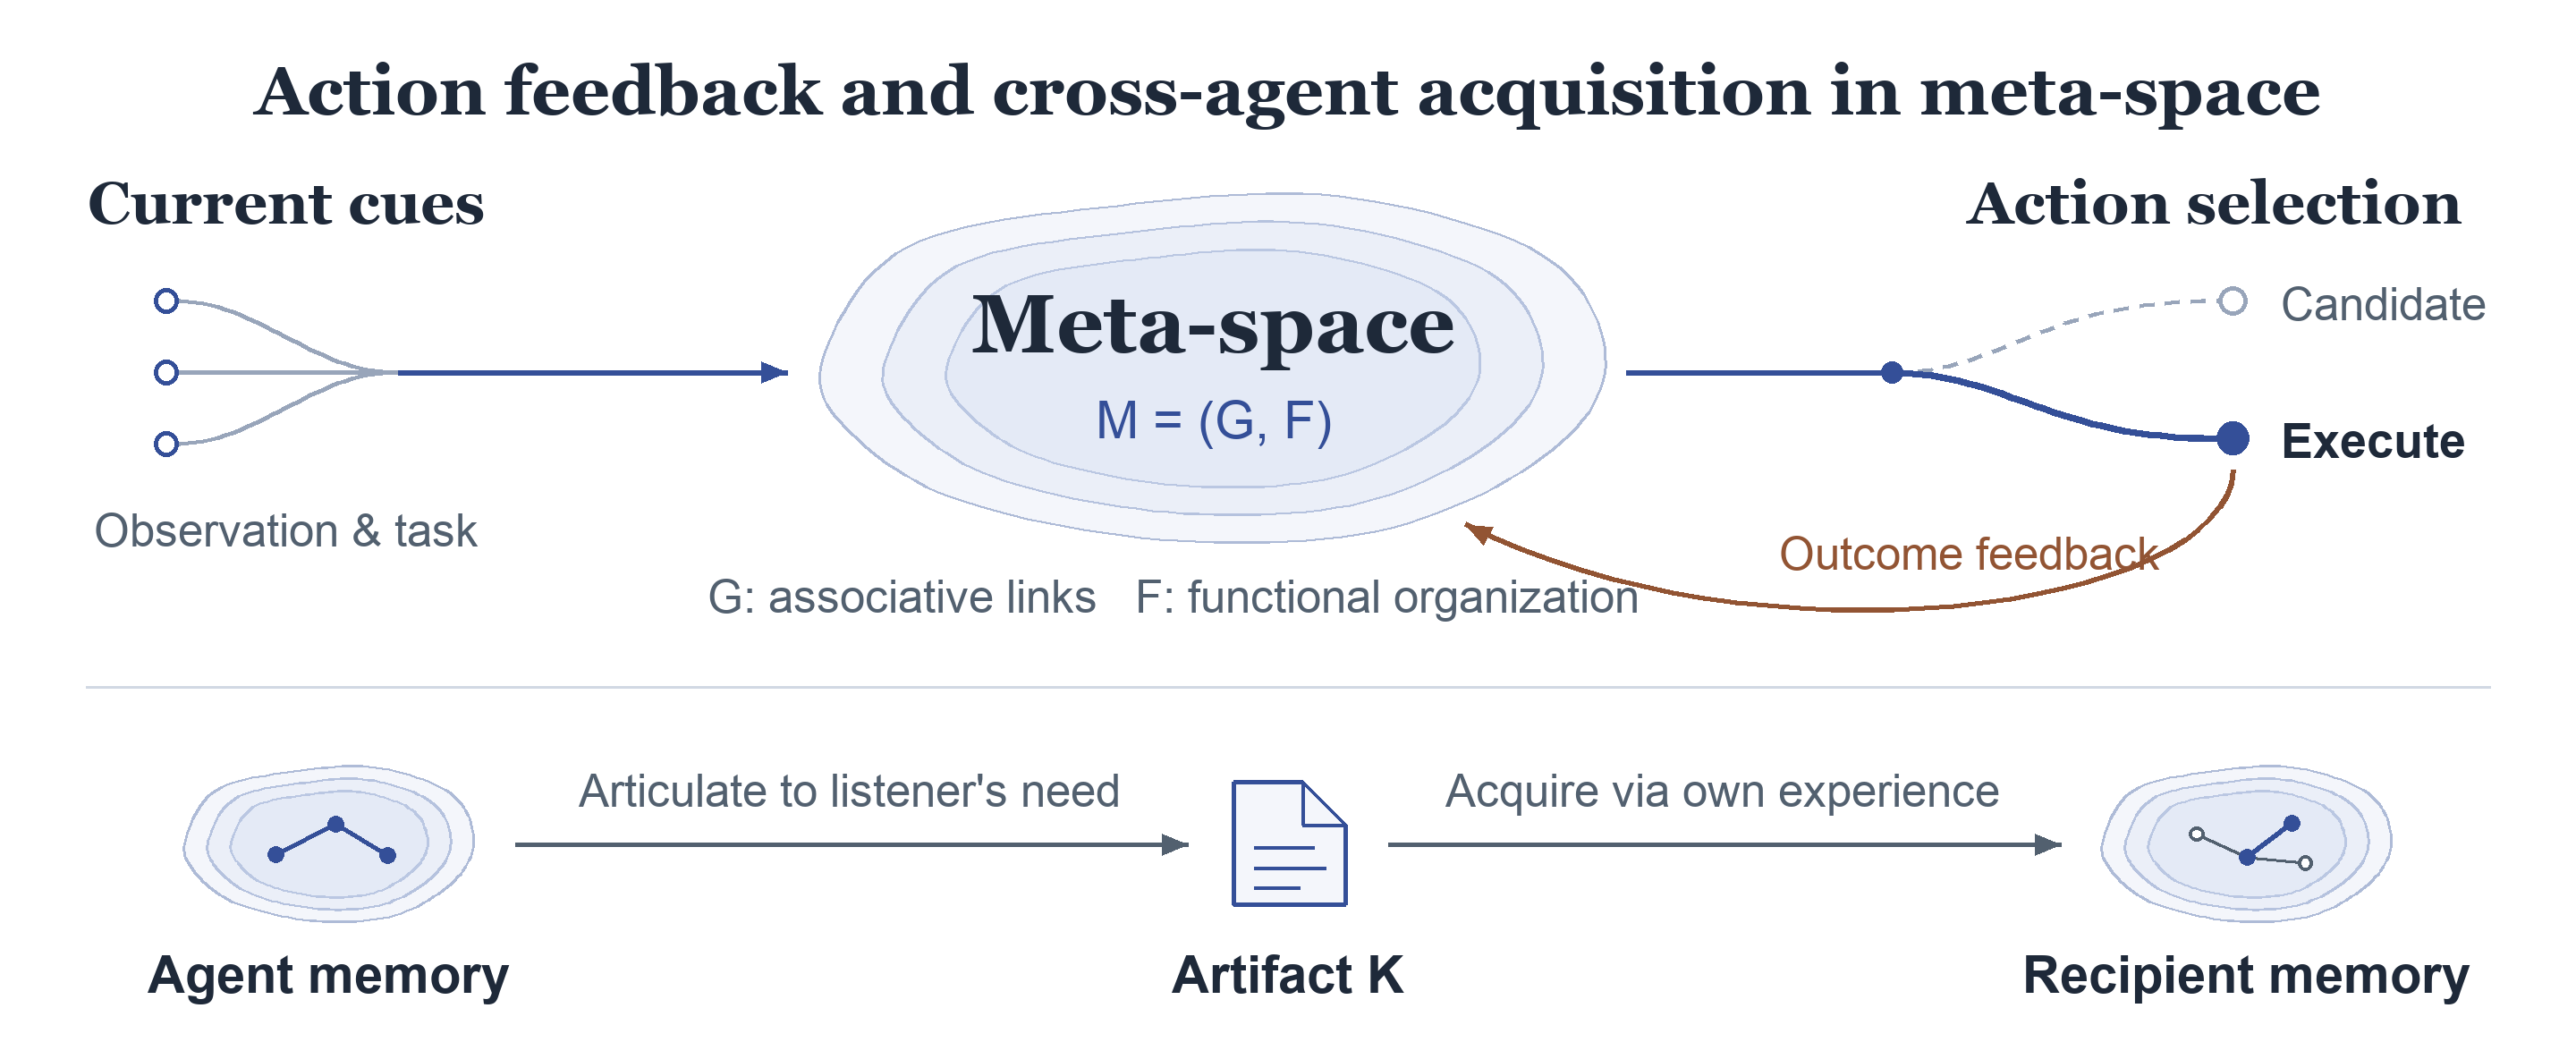 Action feedback and cross-agent acquisition in meta-space
Current cues
Action selection
Meta-space
M = (G, F)
Candidate
Execute
Observation & task
Outcome feedback
G: associative links F: functional organization
Articulate to listener's need
Acquire via own experience
Agent memory
Artifact K
Recipient memory